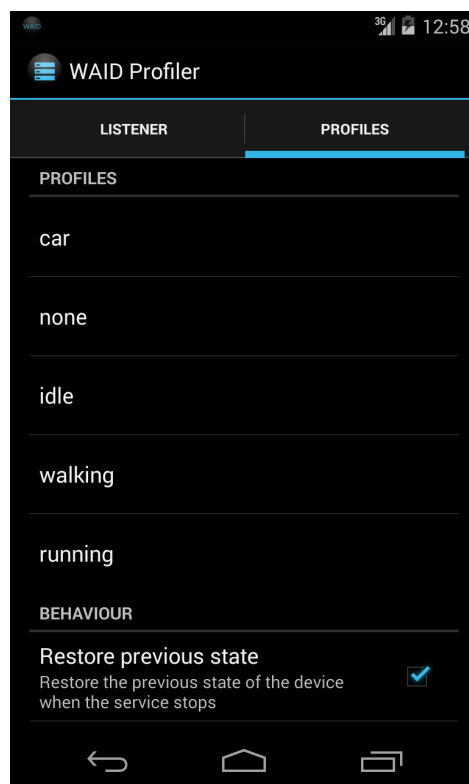 WAID 3G 12:58
WAID Profiler
LISTENER PROFILES
PROFILES
car
none
idle
walking
running
BEHAVIOUR
Restore previous state
Restore the previous state of the device
when the service stops